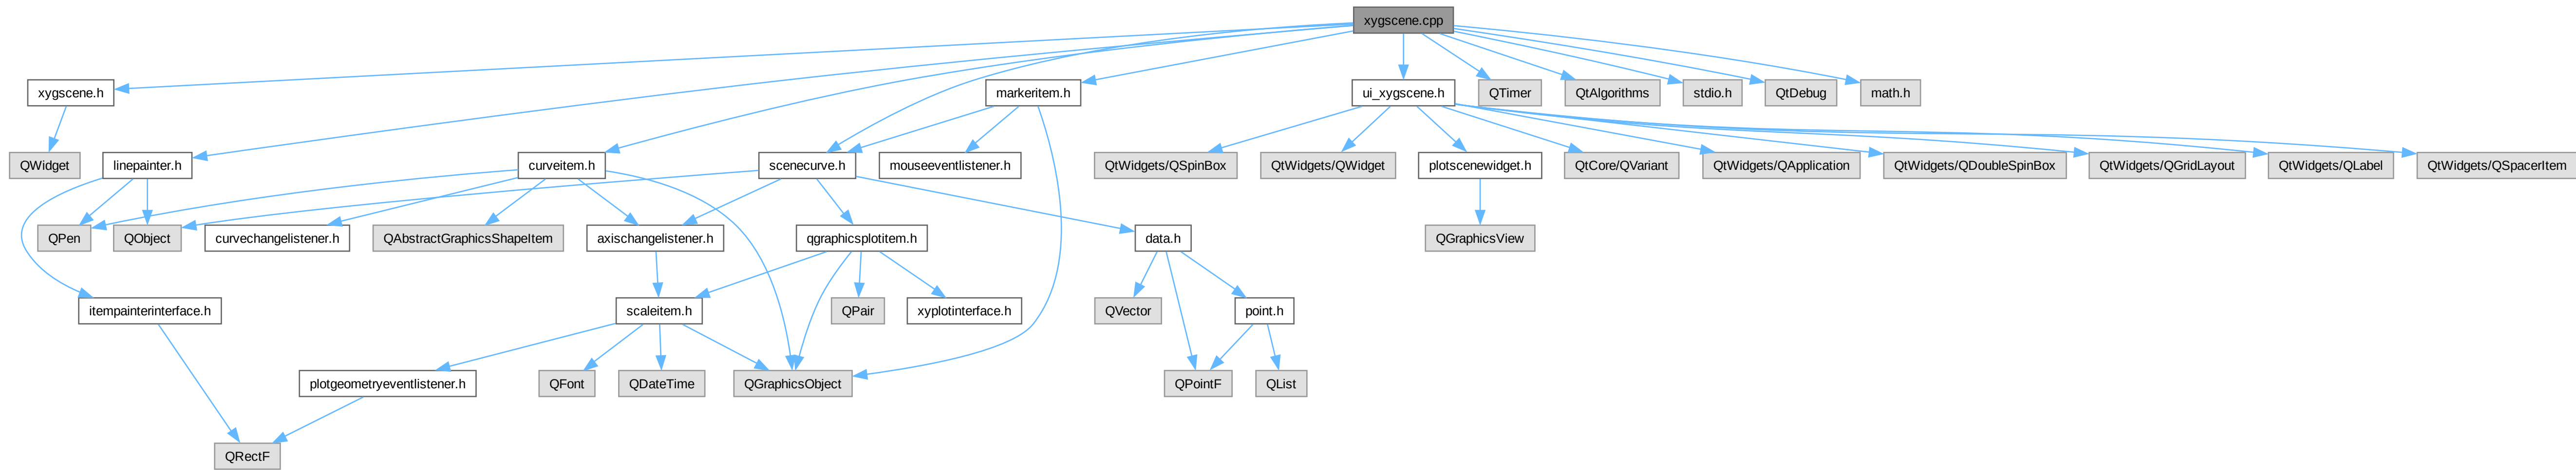 xygscene.cpp
xygscene.h
markeritem.h
ui_xygscene.h
QTimer
QtAlgorithms
stdio.h
QtDebug
math.h
QWidget
linepainter.h
curveitem.h
scenecurve.h
mouseeventlistener.h
QtWidgets/QSpinBox
QtWidgets/QWidget
plotscenewidget.h
QtCore/QVariant
QtWidgets/QApplication
QtWidgets/QDoubleSpinBox
QtWidgets/QGridLayout
QtWidgets/QLabel
QtWidgets/QSpacerItem
QPen
QObject
curvechangelistener.h
QAbstractGraphicsShapeItem
axischangelistener.h
qgraphicsplotitem.h
data.h
QGraphicsView
itempainterinterface.h
scaleitem.h
QPair
xyplotinterface.h
QVector
point.h
plotgeometryeventlistener.h
QFont
QDateTime
QGraphicsObject
QPointF
QList
QRectF